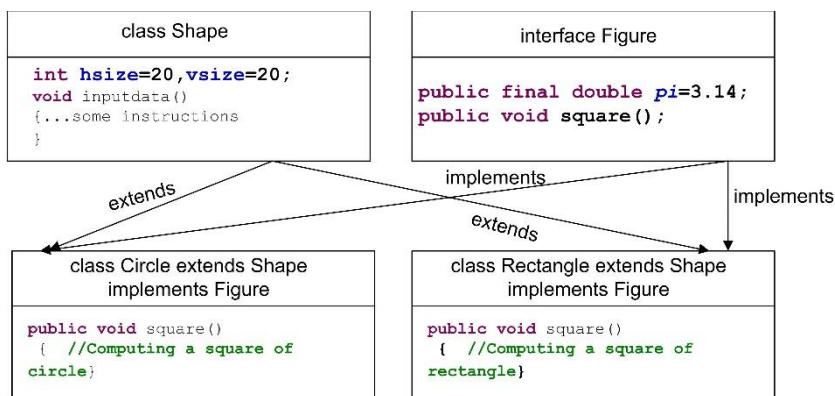 class Shape
int hsize=20,vsize=20;
void inputdata()
{...some instructions
}
interface Figure
public final double pi=3.14;
public void square();
extends
implements
extends
implements
class Circle extends Shape
implements Figure
public void square()
{ //Computing a square of
circle}
class Rectangle extends Shape
implements Figure
public void square()
{ //Computing a square of
rectangle}